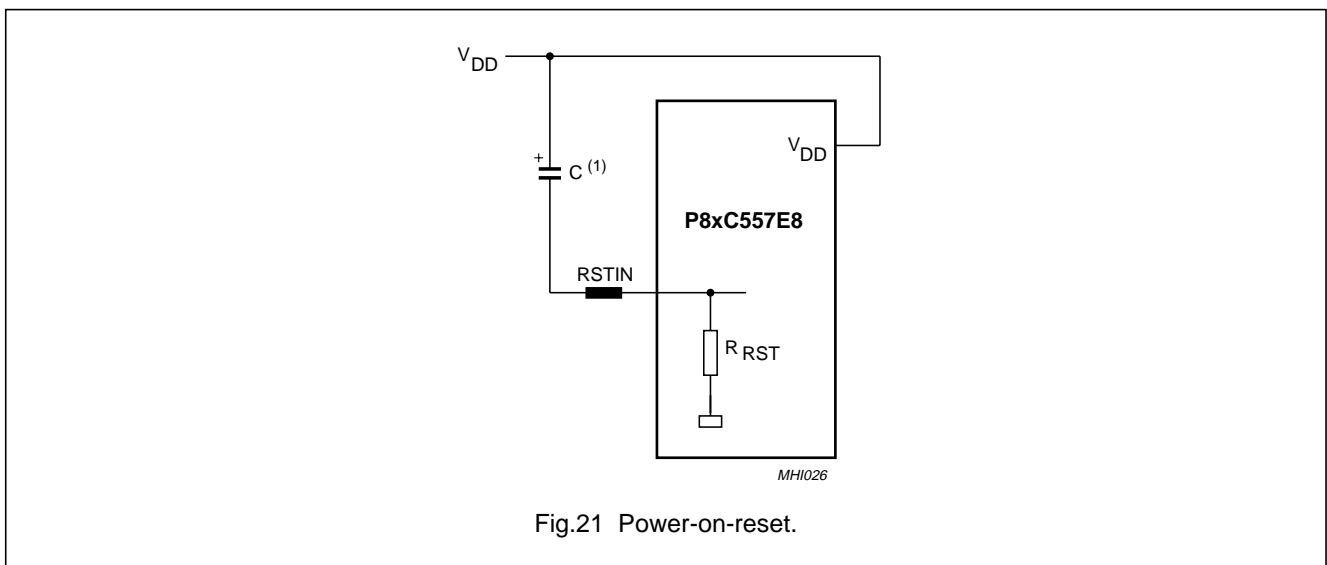 VDD
+
C (1)
VDD
P8xC557E8
RSTIN
R RST
MHI026
Fig.21 Power-on-reset.